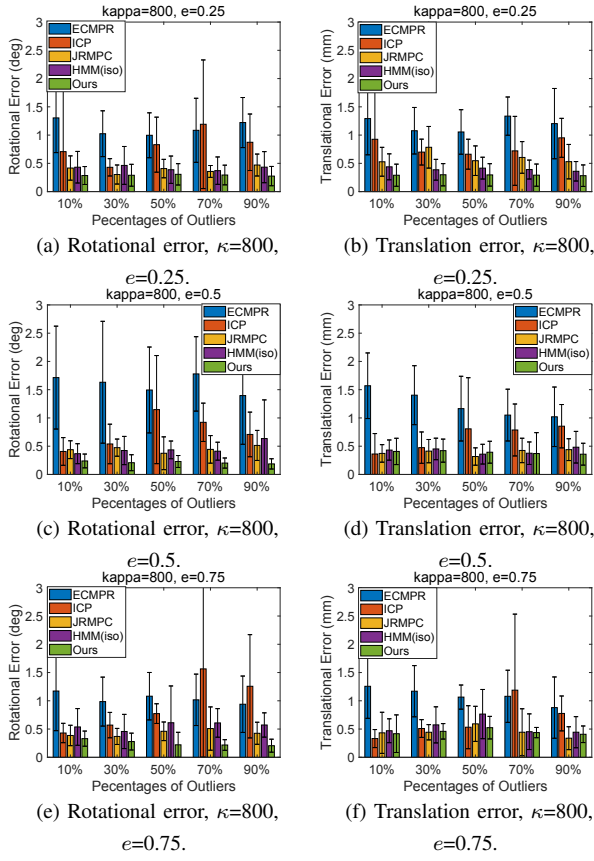 kappa=800, e=0.25
Rotational Error (deg)
3
2.5
2
1.5
1
0.5
0
ECMPR
ICP
JRMPC
HMM(iso)
Ours
10% 30% 50% 70% 90%
Pecentages of Outliers
(a) Rotational error, κ=800,
e=0.25.
kappa=800, e=0.25
Translational Error (mm)
3
2.5
2
1.5
1
0.5
0
ECMPR
ICP
JRMPC
HMM(iso)
Ours
10% 30% 50% 70% 90%
Pecentages of Outliers
(b) Translation error, κ=800,
e=0.25.
kappa=800, e=0.5
Rotational Error (deg)
3
2.5
2
1.5
1
0.5
0
ECMPR
ICP
JRMPC
HMM(iso)
Ours
10% 30% 50% 70% 90%
Pecentages of Outliers
(c) Rotational error, κ=800,
e=0.5.
kappa=800, e=0.5
Translational Error (mm)
3
2.5
2
1.5
1
0.5
0
ECMPR
ICP
JRMPC
HMM(iso)
Ours
10% 30% 50% 70% 90%
Pecentages of Outliers
(d) Translation error, κ=800,
e=0.5.
kappa=800, e=0.75
Rotational Error (deg)
3
2.5
2
1.5
1
0.5
0
ECMPR
ICP
JRMPC
HMM(iso)
Ours
10% 30% 50% 70% 90%
Pecentages of Outliers
(e) Rotational error, κ=800,
e=0.75.
kappa=800, e=0.75
Translational Error (mm)
3
2.5
2
1.5
1
0.5
0
ECMPR
ICP
JRMPC
HMM(iso)
Ours
10% 30% 50% 70% 90%
Pecentages of Outliers
(f) Translation error, κ=800,
e=0.75.